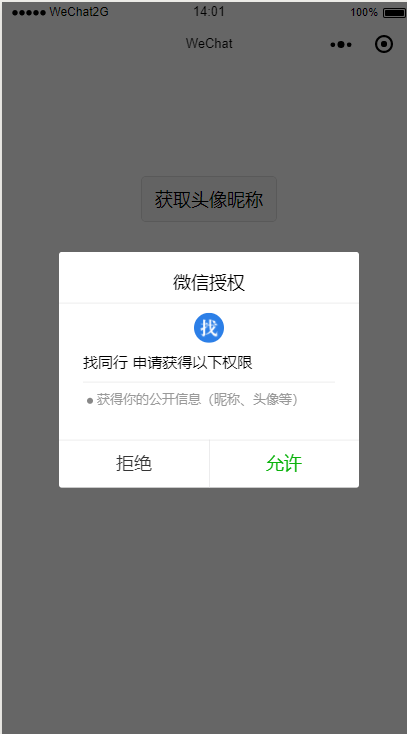 ●●●●● WeChat2G 14:01 100%
WeChat
获取头像昵称
微信授权
找
找同行 申请获得以下权限
● 获得你的公开信息（昵称、头像等）
拒绝 允许